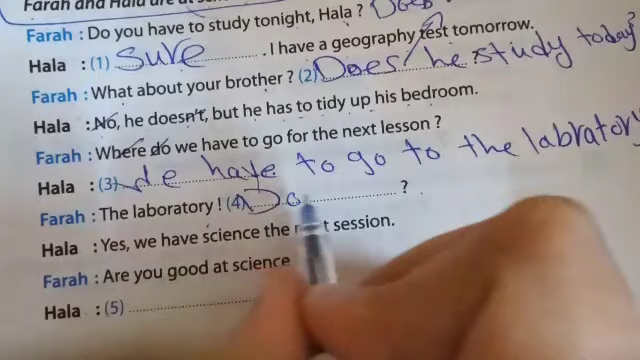 Farah and Hala are at
Farah : Do you have to study tonight, Hala ? Does
Hala : (1) Sure . I have a geography test tomorrow.
Farah : What about your brother ? (2) Does he study today?
Hala : No, he doesn't, but he has to tidy up his bedroom.
Farah : Where do we have to go for the next lesson ?
Hala : (3) we have to go to the labratory
Farah : The laboratory ! (4) Do ?
Hala : Yes, we have science the session.
Farah : Are you good at science
Hala : (5)